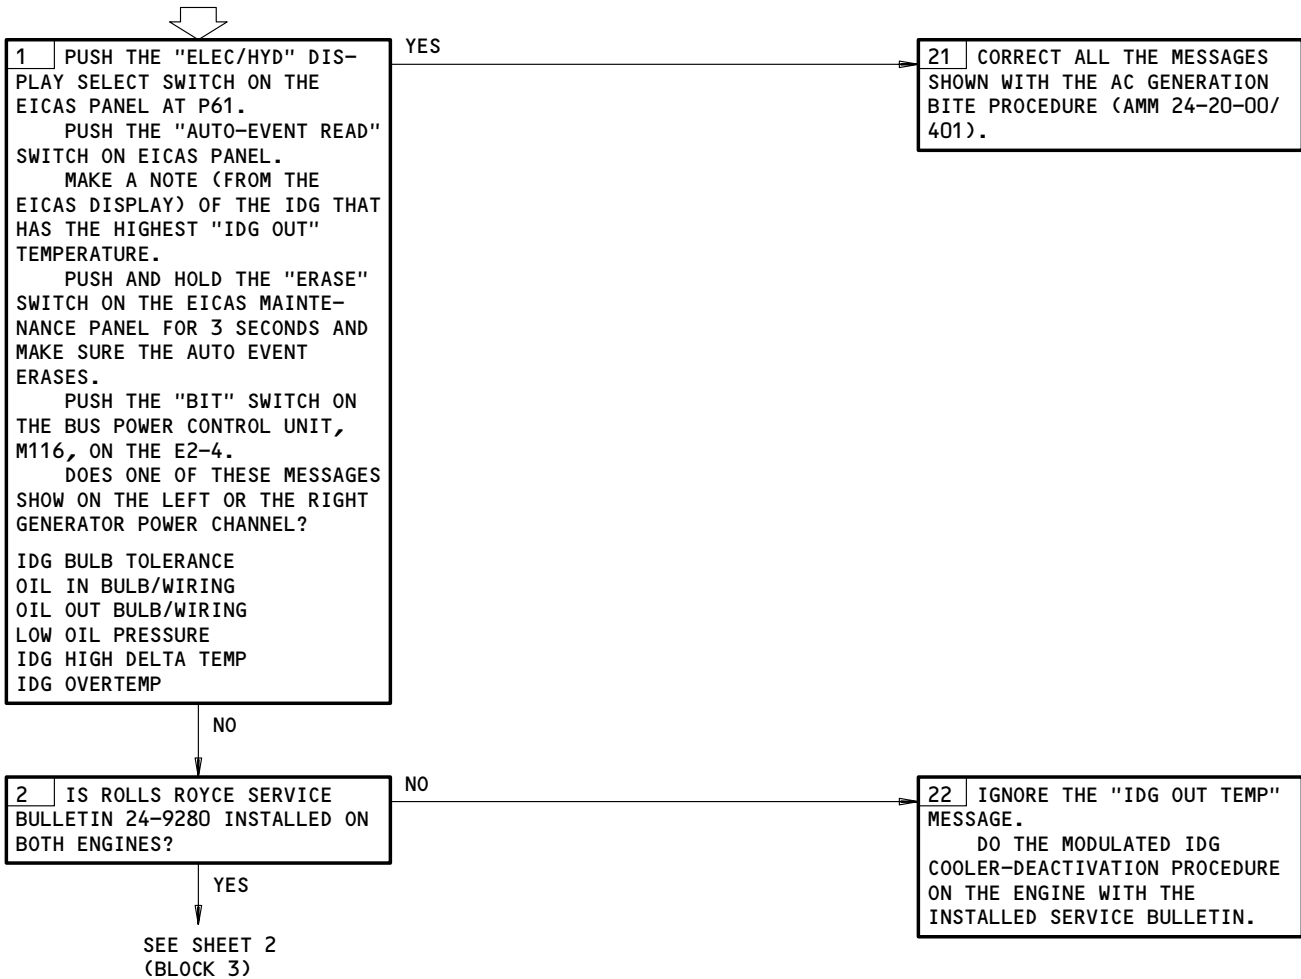 1 PUSH THE "ELEC/HYD" DIS-
PLAY SELECT SWITCH ON THE
EICAS PANEL AT P61.
PUSH THE "AUTO-EVENT READ"
SWITCH ON EICAS PANEL.
MAKE A NOTE (FROM THE
EICAS DISPLAY) OF THE IDG THAT
HAS THE HIGHEST "IDG OUT"
TEMPERATURE.
PUSH AND HOLD THE "ERASE"
SWITCH ON THE EICAS MAINTE-
NANCE PANEL FOR 3 SECONDS AND
MAKE SURE THE AUTO EVENT
ERASES.
PUSH THE "BIT" SWITCH ON
THE BUS POWER CONTROL UNIT,
M116, ON THE E2-4.
DOES ONE OF THESE MESSAGES
SHOW ON THE LEFT OR THE RIGHT
GENERATOR POWER CHANNEL?
IDG BULB TOLERANCE
OIL IN BULB/WIRING
OIL OUT BULB/WIRING
LOW OIL PRESSURE
IDG HIGH DELTA TEMP
IDG OVERTEMP
YES
21 CORRECT ALL THE MESSAGES
SHOWN WITH THE AC GENERATION
BITE PROCEDURE (AMM 24-20-00/
401).
NO
2 IS ROLLS ROYCE SERVICE
BULLETIN 24-9280 INSTALLED ON
BOTH ENGINES?
NO
22 IGNORE THE "IDG OUT TEMP"
MESSAGE.
DO THE MODULATED IDG
COOLER-DEACTIVATION PROCEDURE
ON THE ENGINE WITH THE
INSTALLED SERVICE BULLETIN.
YES
SEE SHEET 2
(BLOCK 3)